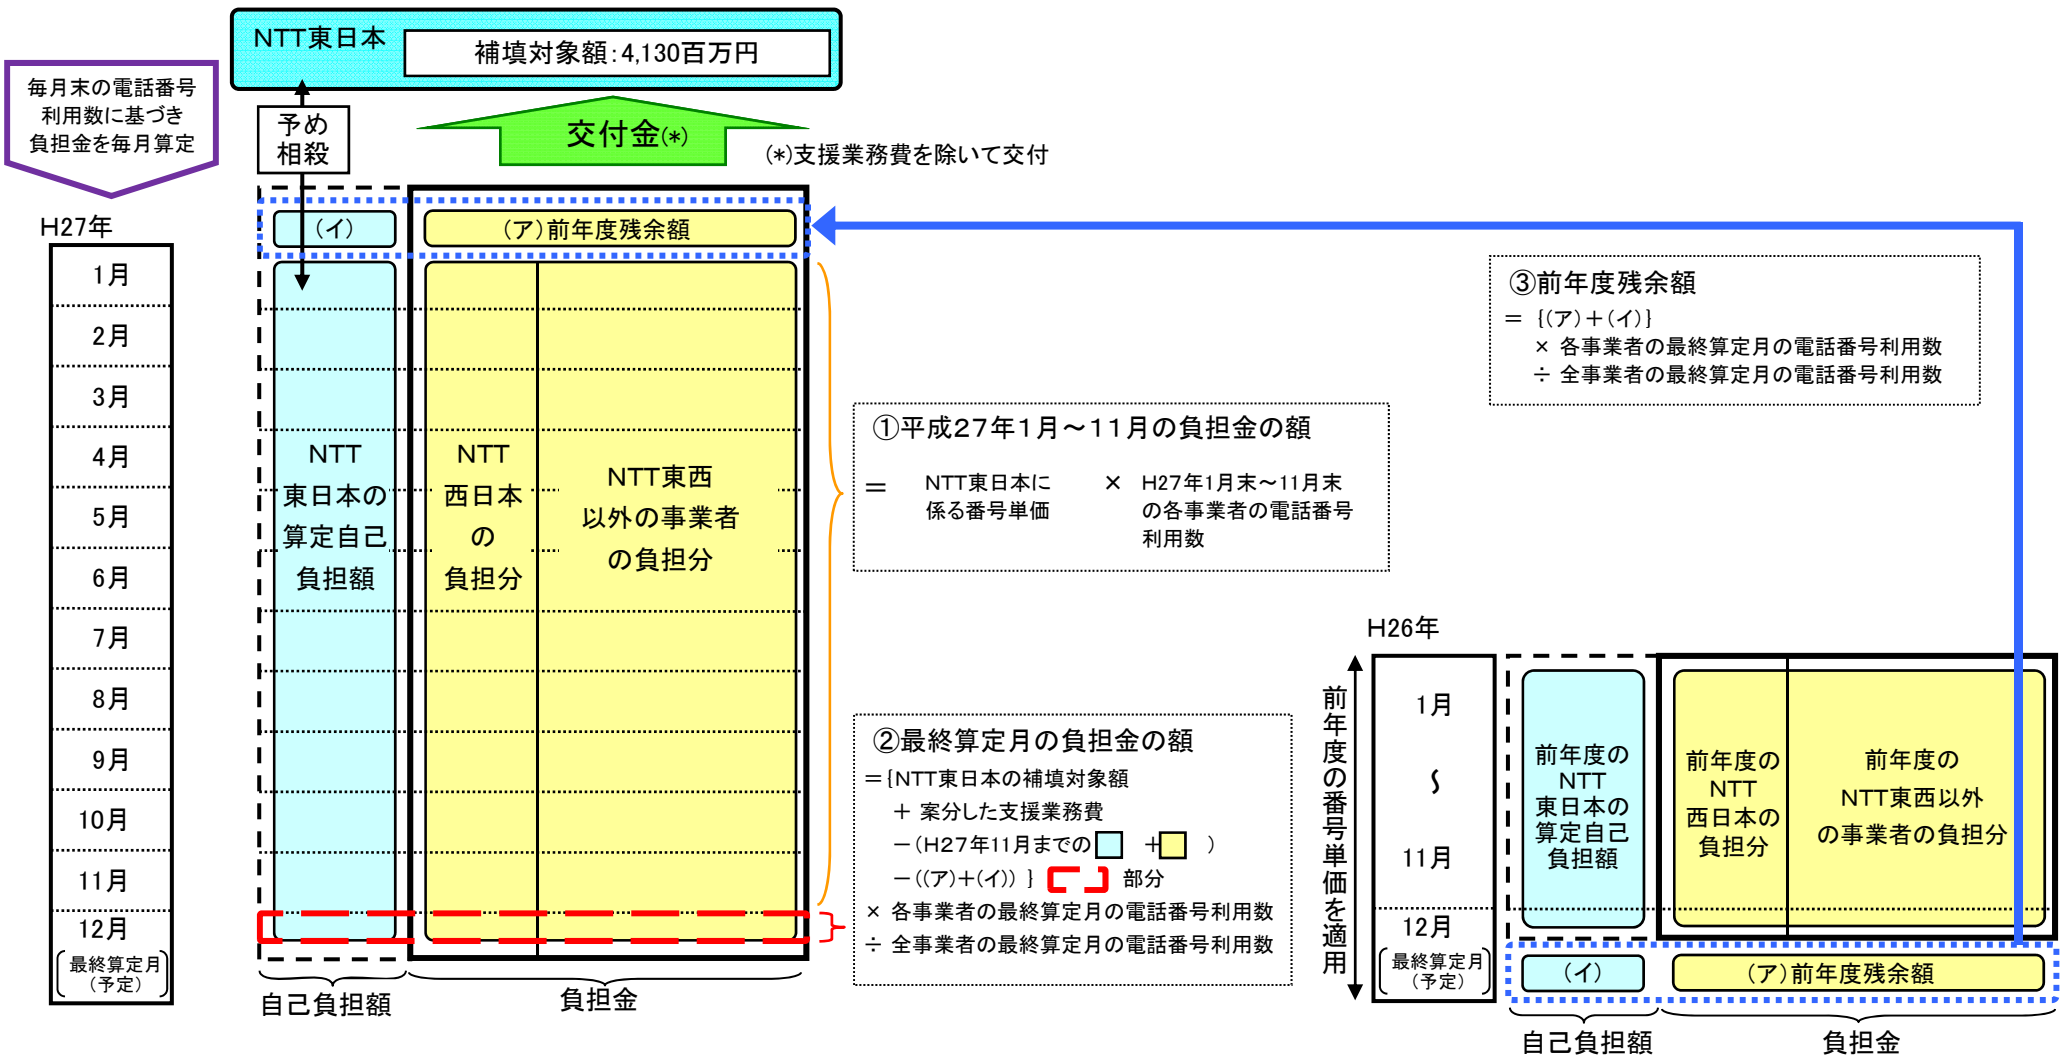 NTT東日本
補填対象額：4,130百万円
毎月末の電話番号
利用数に基づき
負担金を毎月算定
予め
相殺
交付金(*)
(*)支援業務費を除いて交付
H27年
1月
2月
3月
4月
5月
6月
7月
8月
9月
10月
11月
12月
最終算定月
（予定）
（イ）
（ア）前年度残余額
NTT
東日本の
算定自己
負担額
NTT
西日本
の
負担分
NTT東西
以外の事業者
の負担分
自己負担額
負担金
①平成27年1月～11月の負担金の額
＝ NTT東日本に
係る番号単価
× H27年1月末～11月末
の各事業者の電話番号
利用数
②最終算定月の負担金の額
＝{NTT東日本の補填対象額
＋ 案分した支援業務費
－(H27年11月までの ＋ )
－((ア)＋(イ)) } 部分
× 各事業者の最終算定月の電話番号利用数
÷ 全事業者の最終算定月の電話番号利用数
③前年度残余額
＝ {(ア)＋(イ)}
× 各事業者の最終算定月の電話番号利用数
÷ 全事業者の最終算定月の電話番号利用数
H26年
前年度の番号単価を適用
1月
～
11月
12月
最終算定月
（予定）
前年度の
NTT
東日本の
算定自己
負担額
前年度の
NTT
西日本の
負担分
前年度の
NTT東西以外
の事業者の負担分
（イ）
（ア）前年度残余額
自己負担額
負担金